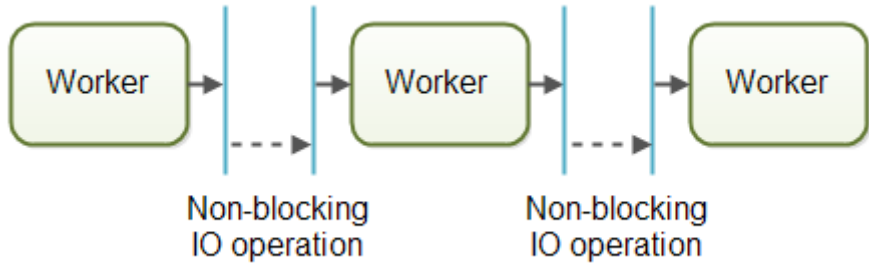 Worker
Worker
Worker
Non-blocking
IO operation
Non-blocking
IO operation